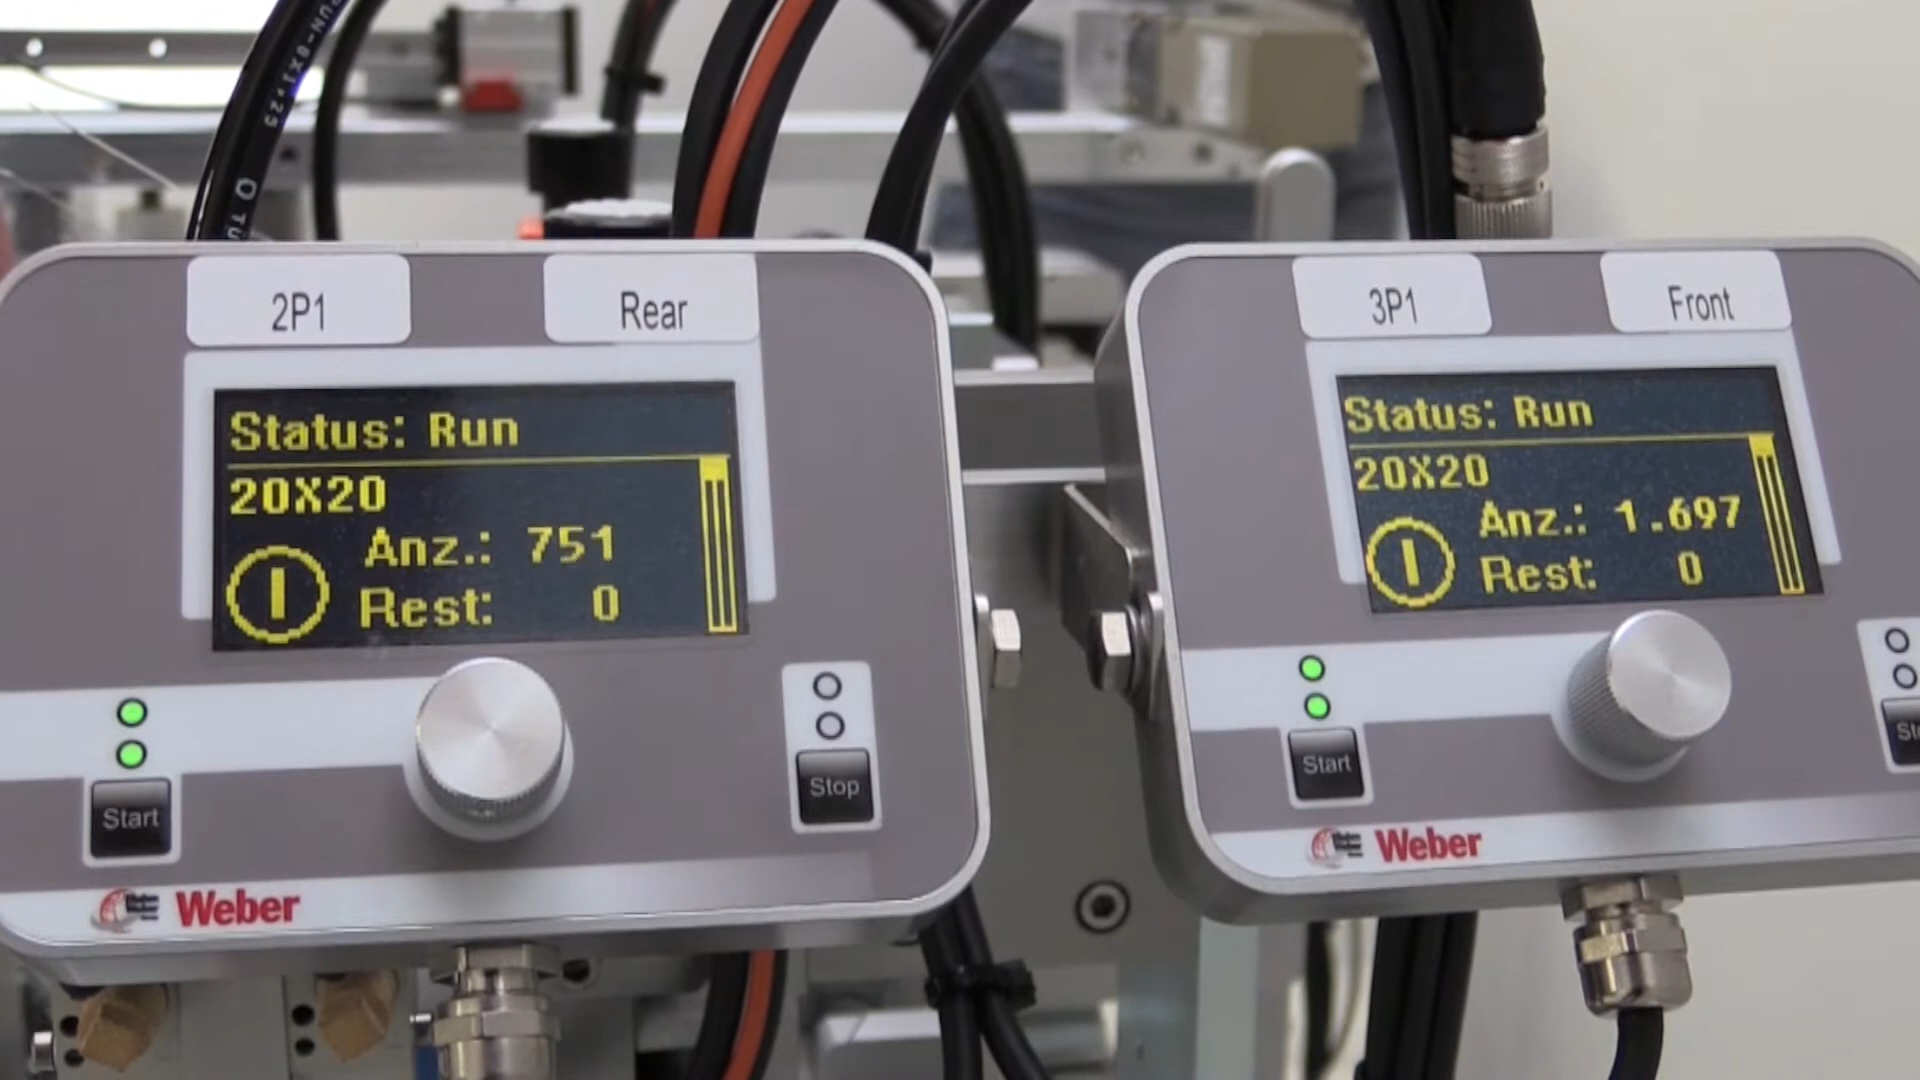 2P1
Rear
Status: Run
20X20
Anz.: 751
Rest: 0
Start
Stop
Weber
3P1
Front
Status: Run
20X20
Anz.: 1.697
Rest: 0
Start
Weber